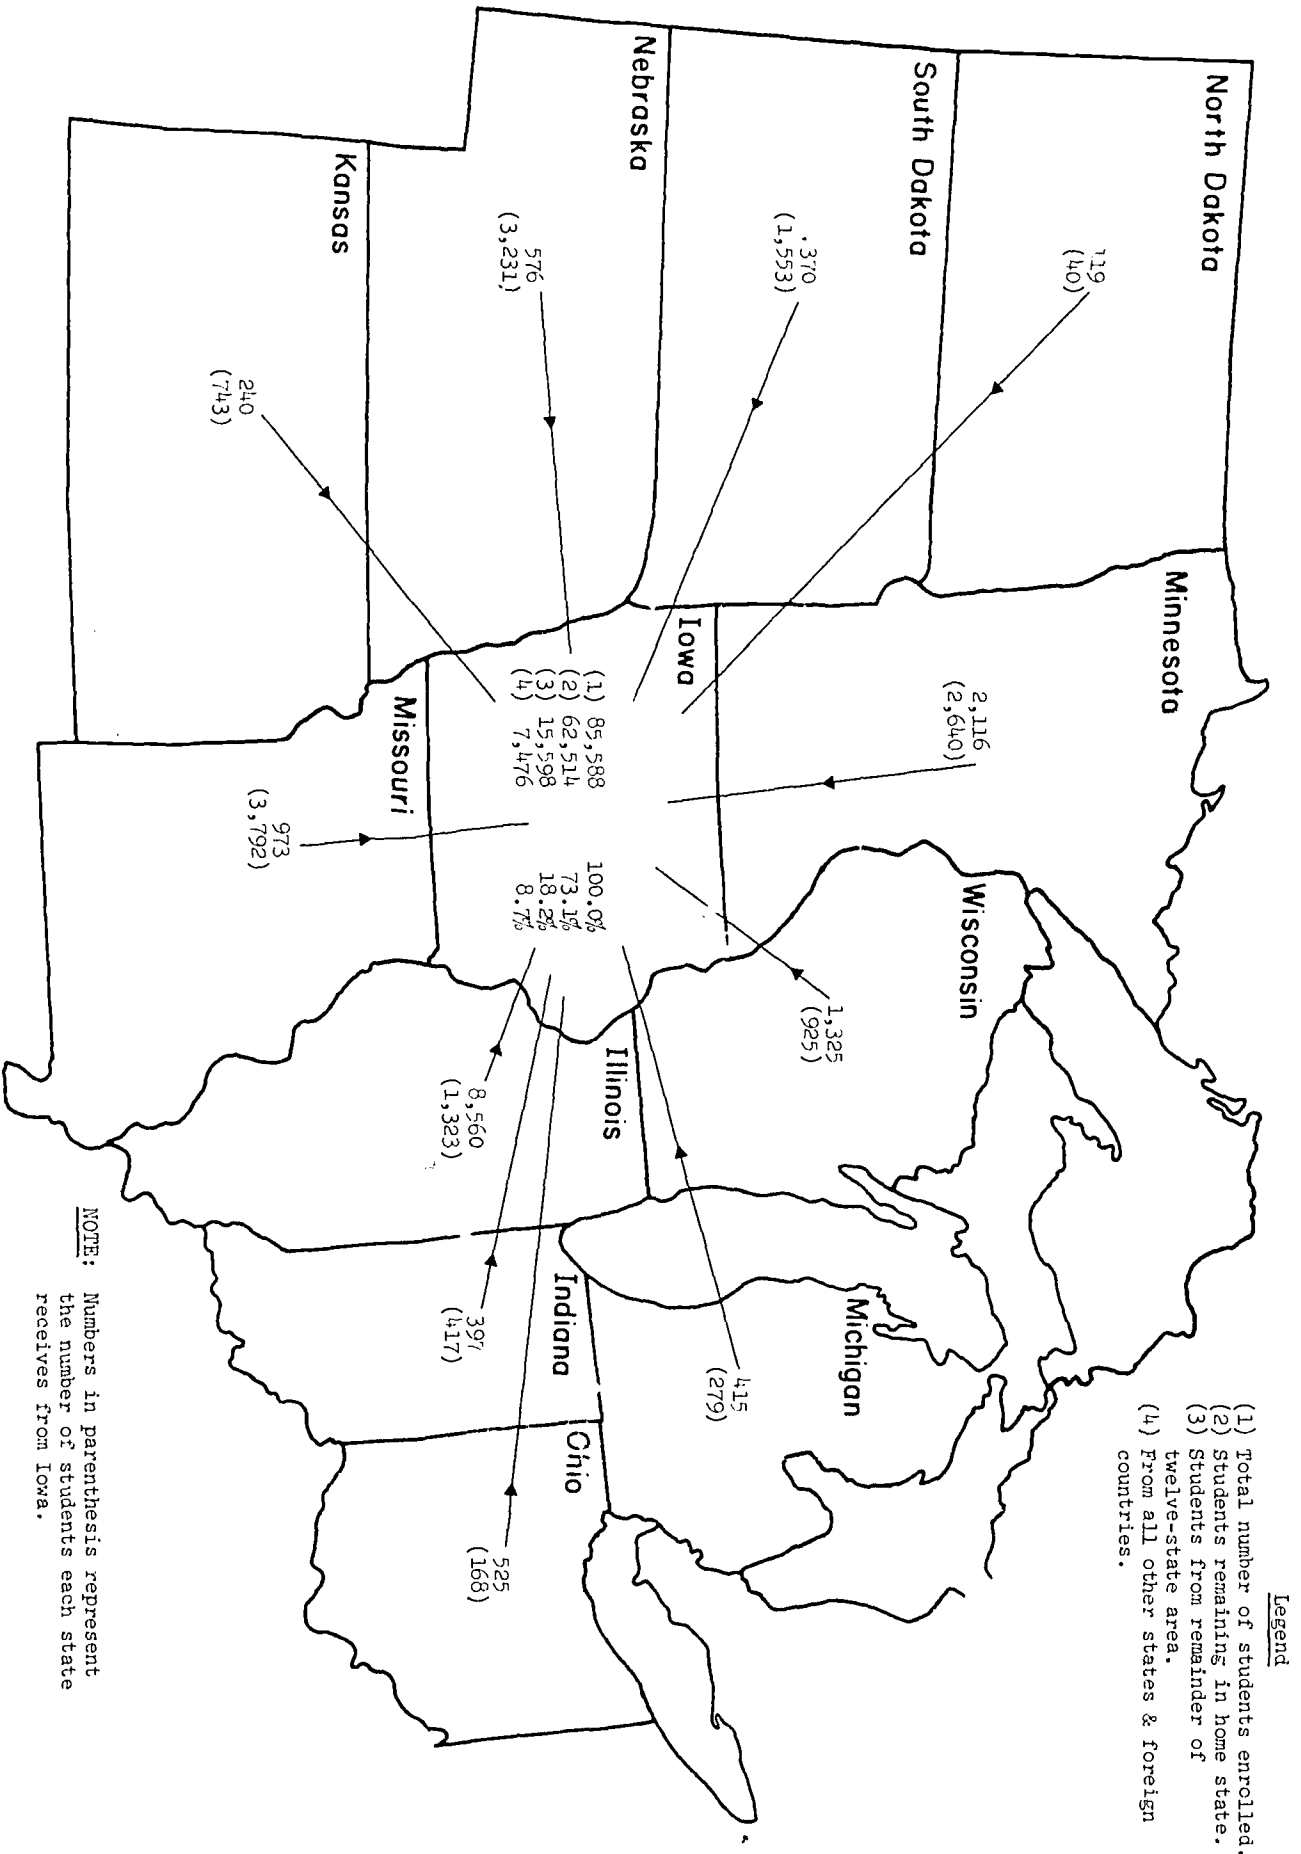 Legend
(1) Total number of students enrolled.
(2) Students remaining in home state.
(3) Students from remainder of
twelve-state area.
(4) From all other states & foreign
countries.
North Dakota
119
(40)
Minnesota
2,116
(2,640)
Wisconsin
1,325
(925)
Michigan
415
(279)
South Dakota
370
(1,553)
Iowa
(1) 85,588 100.0%
(2) 62,514 73.1%
(3) 15,598 18.2%
(4) 7,476 8.7%
Nebraska
576
(3,231)
Illinois
8,560
(1,323)
Indiana
397
(417)
Ohio
525
(168)
Kansas
240
(743)
Missouri
973
(3,792)
NOTE: Numbers in parenthesis represent
the number of students each state
receives from Iowa.